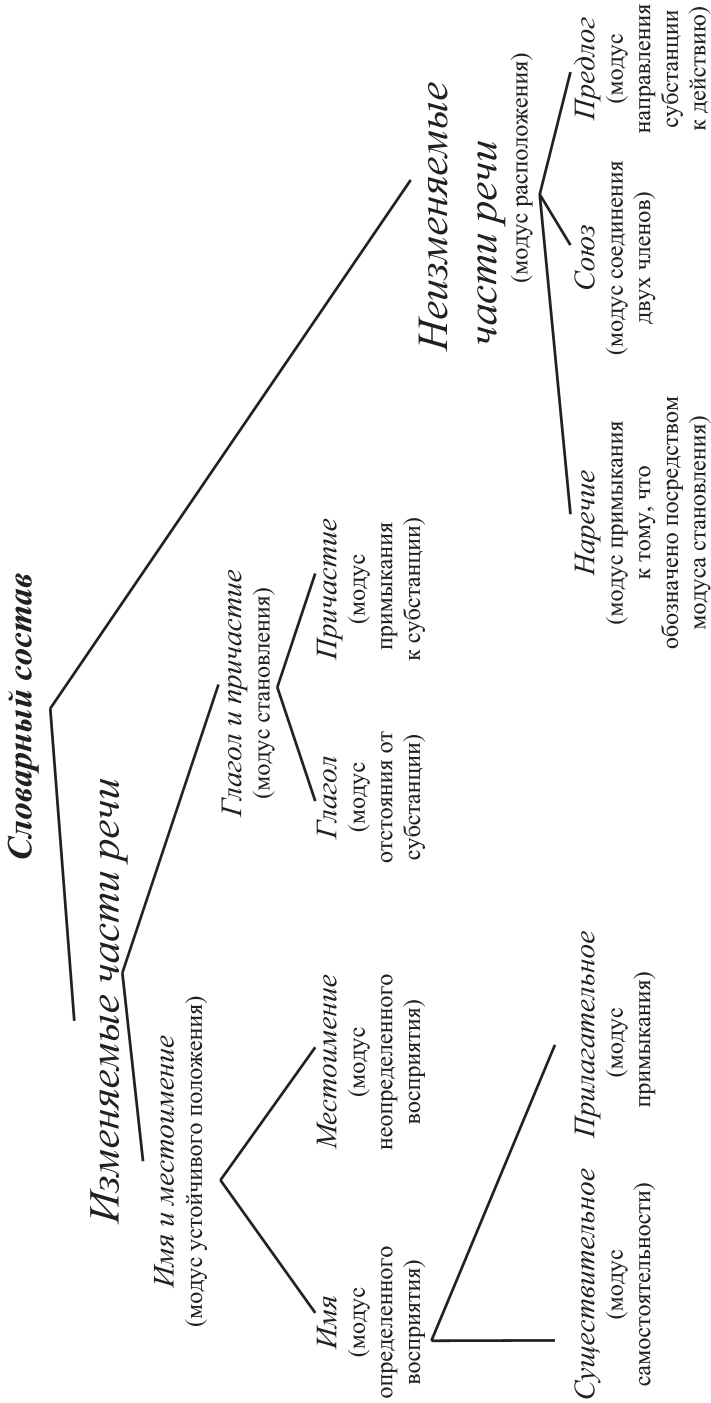 Словарный состав
Изменяемые части речи
Имя и местоимение
(модус устойчивого положения)
Имя
(модус
определенного
восприятия)
Существительное
(модус
самостоятельности)
Прилагательное
(модус
примыкания)
Местоимение
(модус
неопределенного
восприятия)
Глагол и причастие
(модус становления)
Глагол
(модус
отстояния от
субстанции)
Причастие
(модус
примыкания
к субстанции)
Неизменяемые
части речи
(модус расположения)
Наречие
(модус примыкания
к тому, что
обозначено посредством
модуса становления)
Союз
(модус соединения
двух членов)
Предлог
(модус
направления
субстанции
к действию)